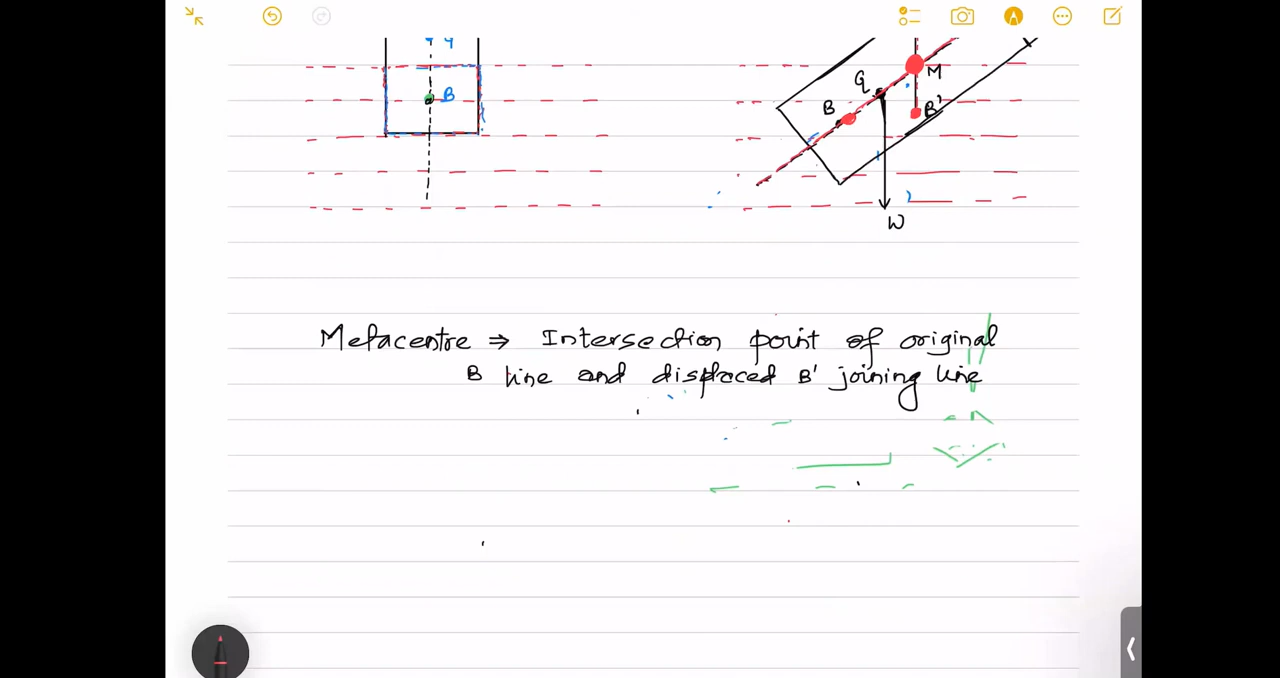 G
B
G
M
B
B'
W
Metacentre ⇒ Intersection point of original
B line and displaced B' joining line